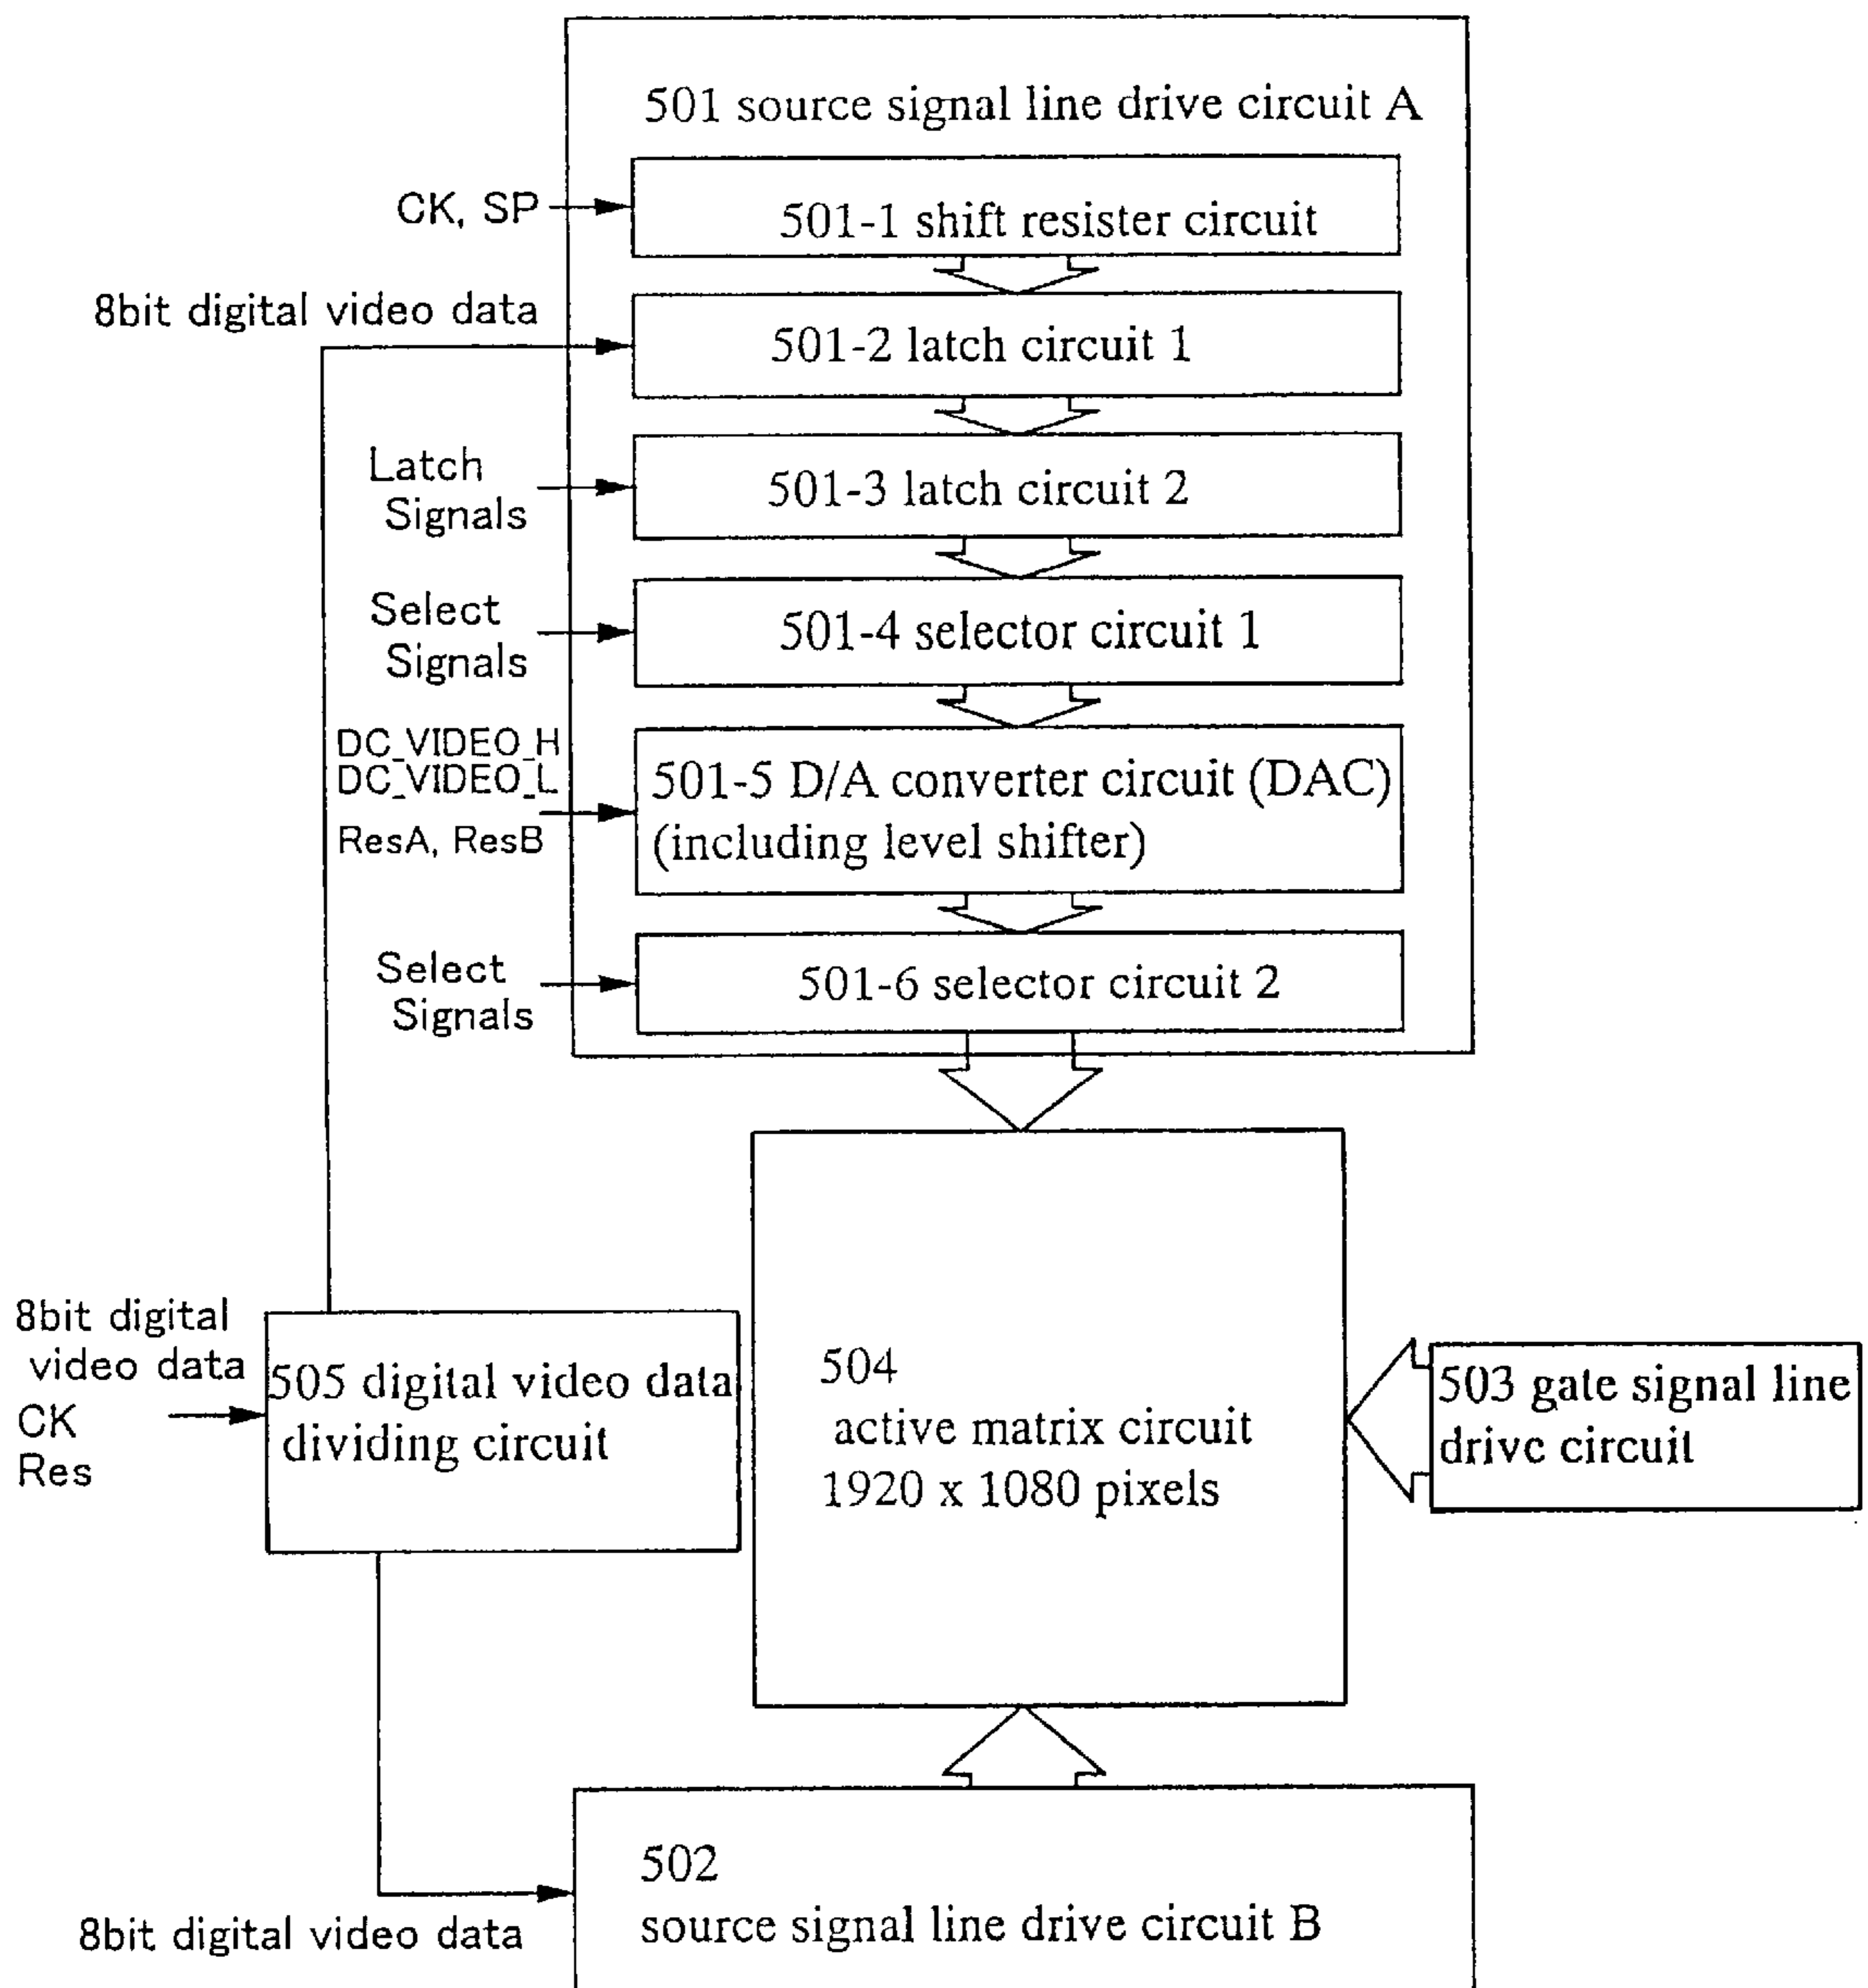 501 source signal line drive circuit A
CK, SP
501-1 shift resister circuit
8bit digital video data
501-2 latch circuit 1
Latch
Signals
501-3 latch circuit 2
Select
Signals
501-4 selector circuit 1
DC_VIDEO_H
DC_VIDEO_L
ResA, ResB
501-5 D/A converter circuit (DAC)
(including level shifter)
Select
Signals
501-6 selector circuit 2
8bit digital
video data
CK
Res
505 digital video data
dividing circuit
504
active matrix circuit
1920 x 1080 pixels
503 gate signal line
drive circuit
8bit digital video data
502
source signal line drive circuit B